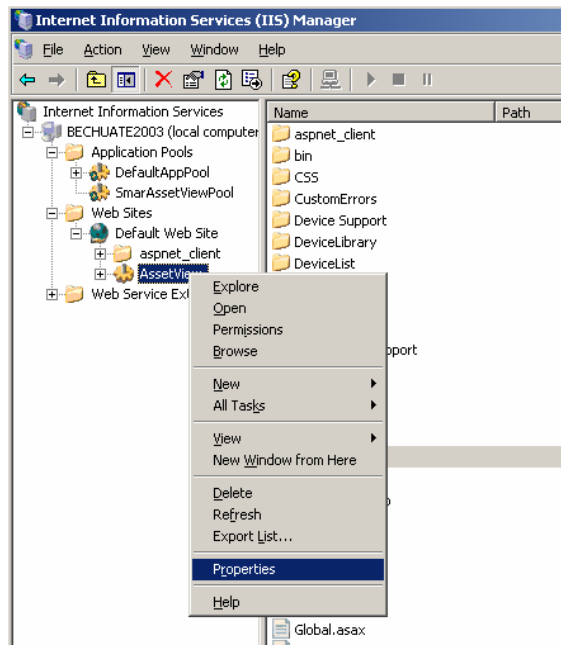 Internet Information Services (IIS) Manager
File Action View Window Help
Internet Information Services
BECHUATE2003 (local computer
Application Pools
DefaultAppPool
SmarAssetViewPool
Web Sites
Default Web Site
aspnet_client
AssetView
Web Service Ext
Name Path
aspnet_client
bin
CSS
CustomErrors
Device Support
DeviceLibrary
DeviceList
pport
Explore
Open
Permissions
Browse
New
All Tasks
View
New Window from Here
Delete
Refresh
Export List...
Properties
Help
Global.asax